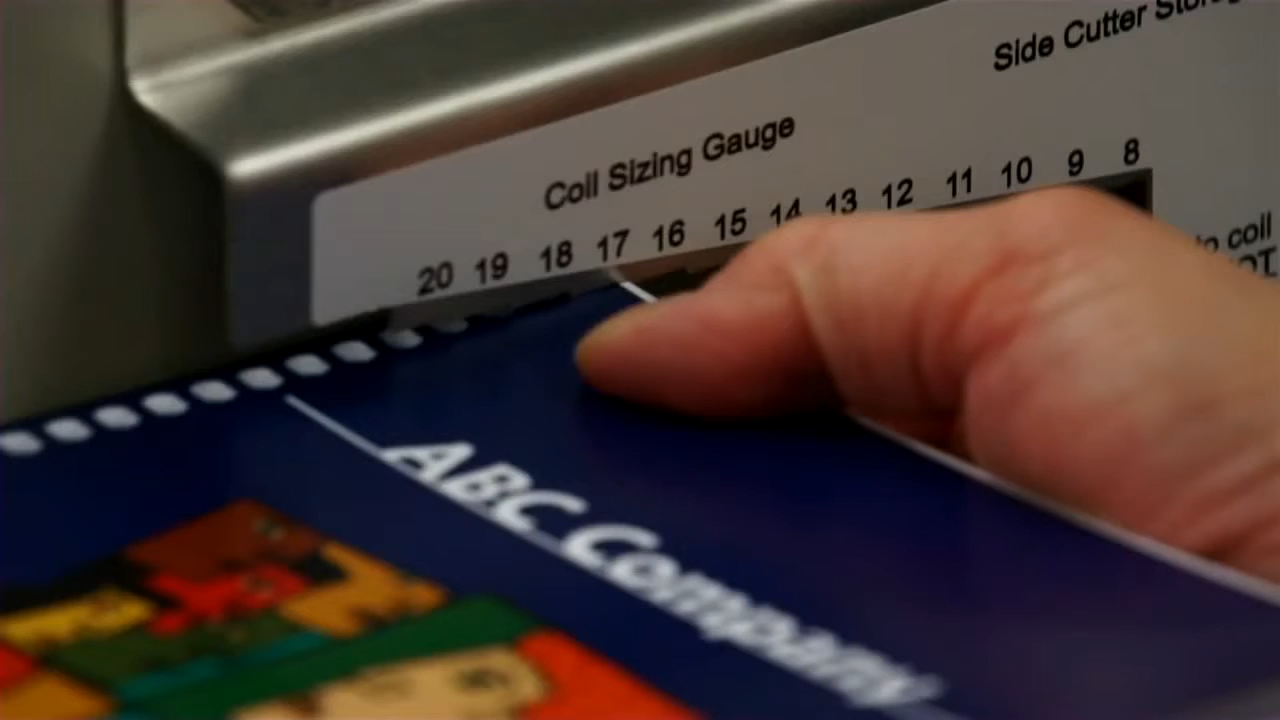 Side Cutter
Coil Sizing Gauge
20 19 18 17 16 15 14 13 12 11 10 9 8
coil
ABC Company